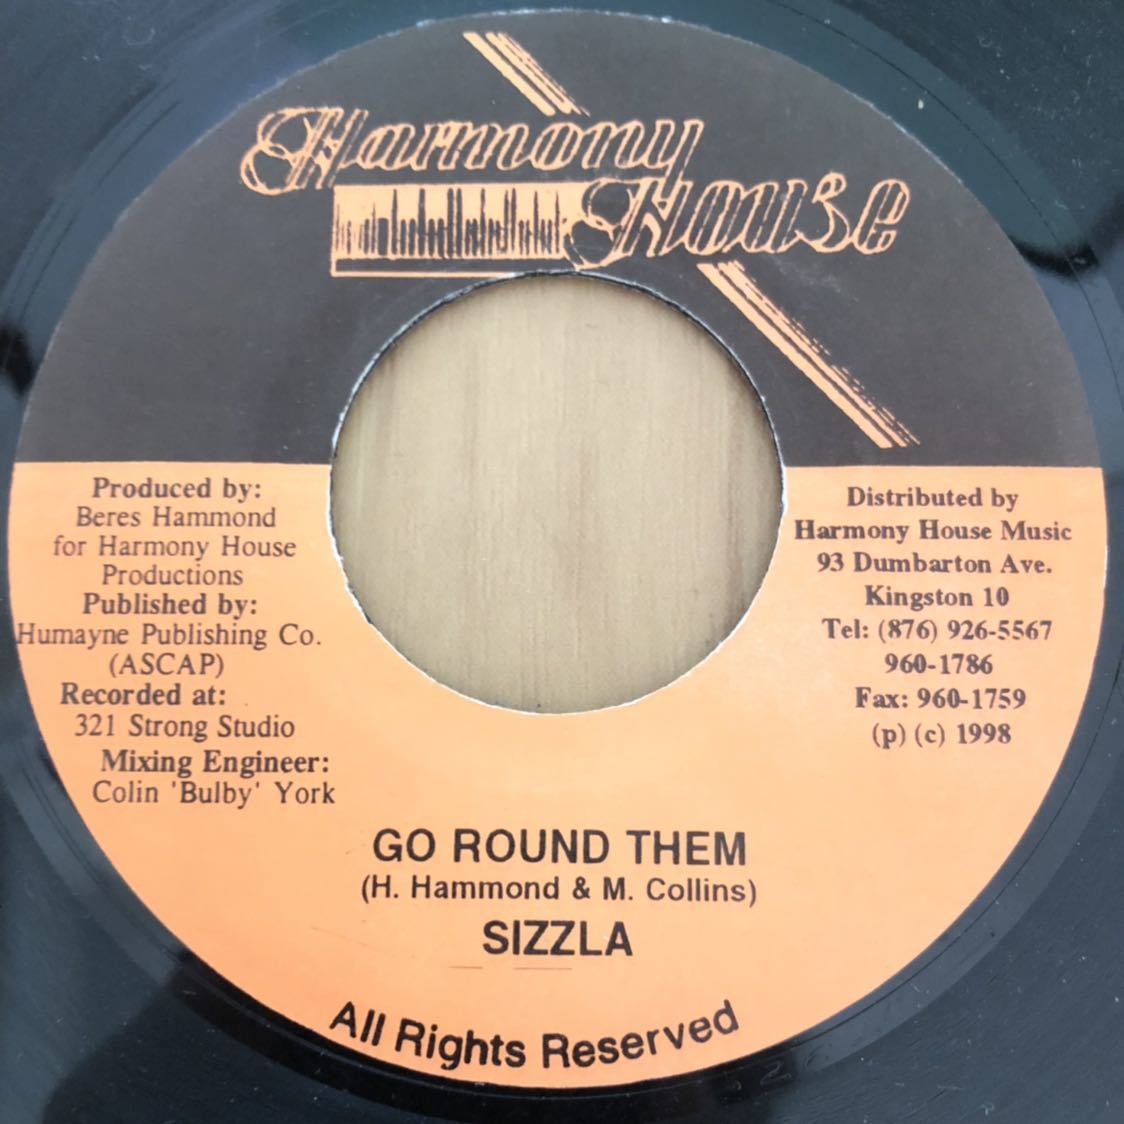 Harmony
House
Produced by:
Beres Hammond
for Harmony House
Productions
Published by:
Humayne Publishing Co.
(ASCAP)
Recorded at:
321 Strong Studio
Mixing Engineer:
Colin 'Bulby' York
Distributed by
Harmony House Music
93 Dumbarton Ave.
Kingston 10
Tel: (876) 926-5567
960-1786
Fax: 960-1759
(p) (c) 1998
GO ROUND THEM
(H. Hammond & M. Collins)
SIZZLA
All Rights Reserved